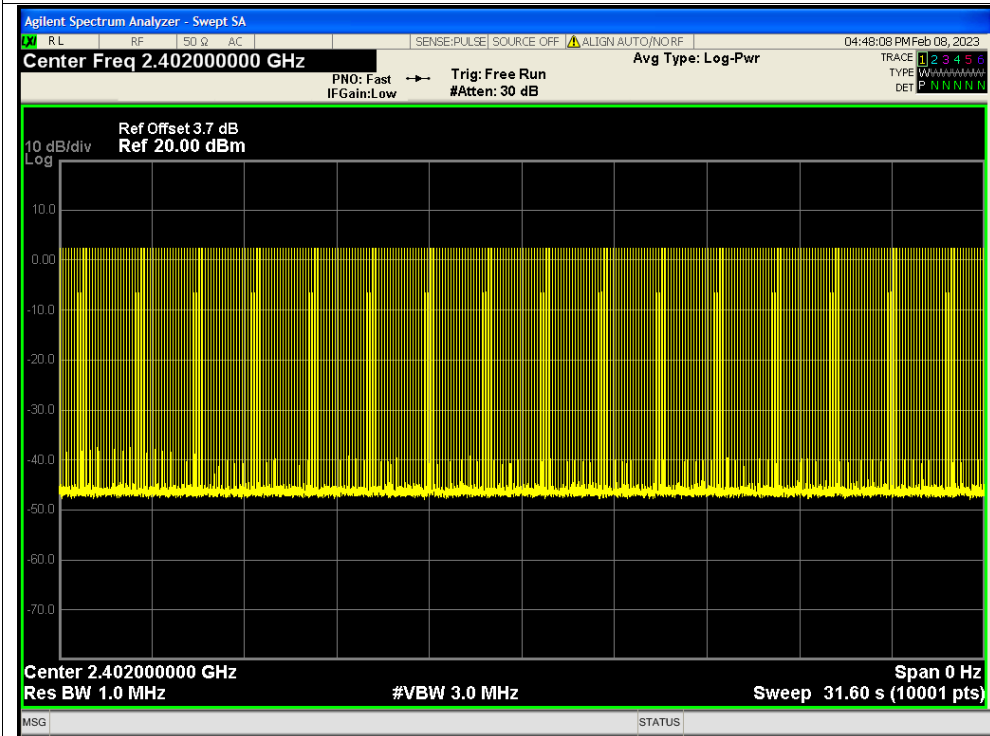 Agilent Spectrum Analyzer - Swept SA
LXI RL RF 50 Ω AC SENSE:PULSE SOURCE OFF ALIGN AUTO/NO RF 04:48:08 PM Feb 08, 2023
Center Freq 2.402000000 GHz
PNO: Fast
IFGain:Low
Trig: Free Run
#Atten: 30 dB
Avg Type: Log-Pwr
TRACE 1 2 3 4 5 6
TYPE
DET P N N N N N
Ref Offset 3.7 dB
10 dB/div Ref 20.00 dBm
Log
10.0
0.00
-10.0
-20.0
-30.0
-40.0
-50.0
-60.0
-70.0
Center 2.402000000 GHz Span 0 Hz
Res BW 1.0 MHz #VBW 3.0 MHz Sweep 31.60 s (10001 pts)
MSG STATUS